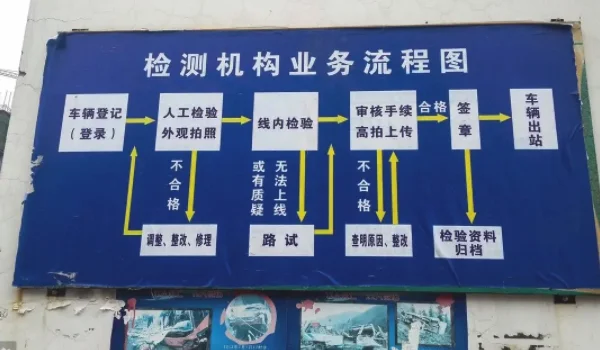 检测机构业务流程图
车辆登记
（登录）
人工检验
外观拍照
线内检验
审核手续
高拍上传
合格
签
章
车辆出站
不合格
无法上线
或有质疑
不合格
调整、整改、修理
路试
查明原因、整改
检验资料
归档